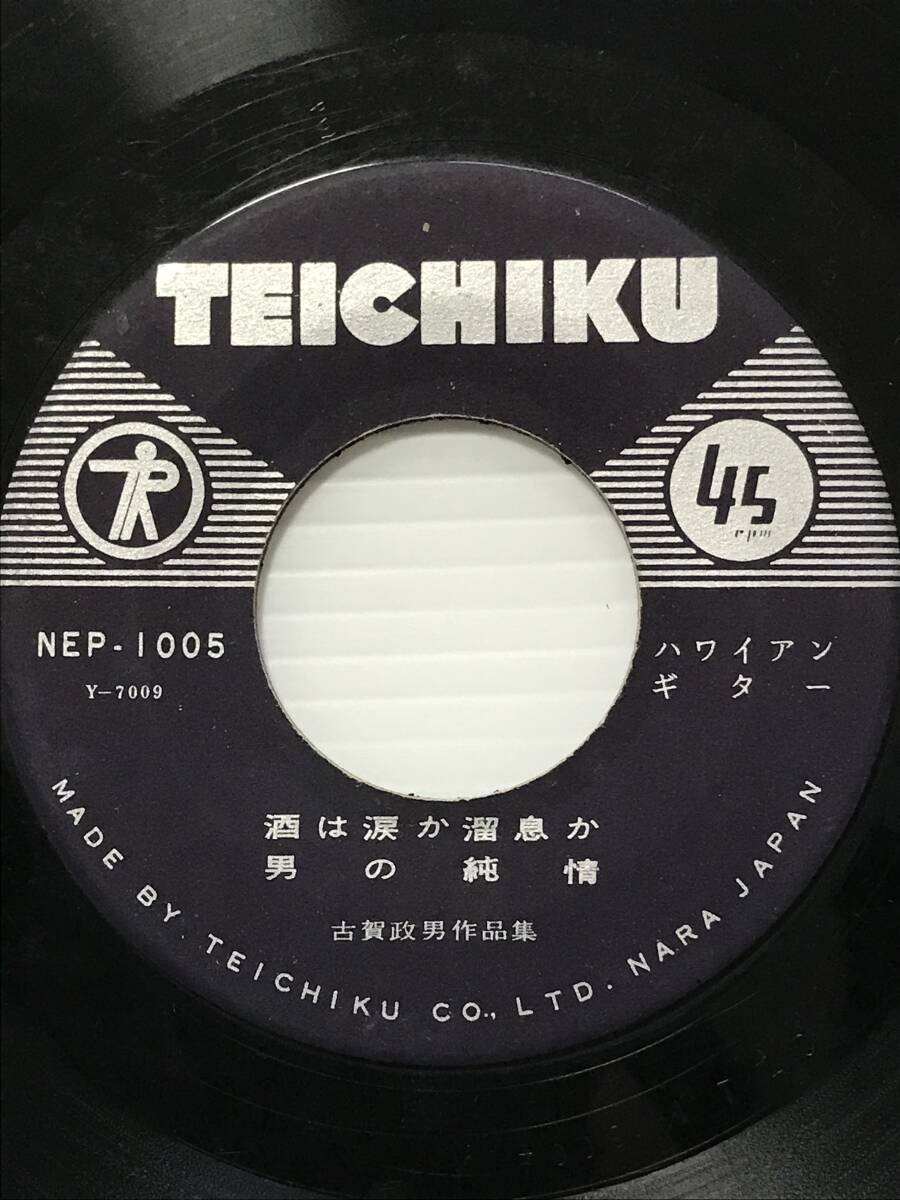 TEICHIKU
45
rpm
NEP-1005
Y-7009
ハワイアン
ギター
酒は涙か溜息か
男の純情
古賀政男作品集
MADE BY TEICHIKU CO., LTD. NARA JAPAN